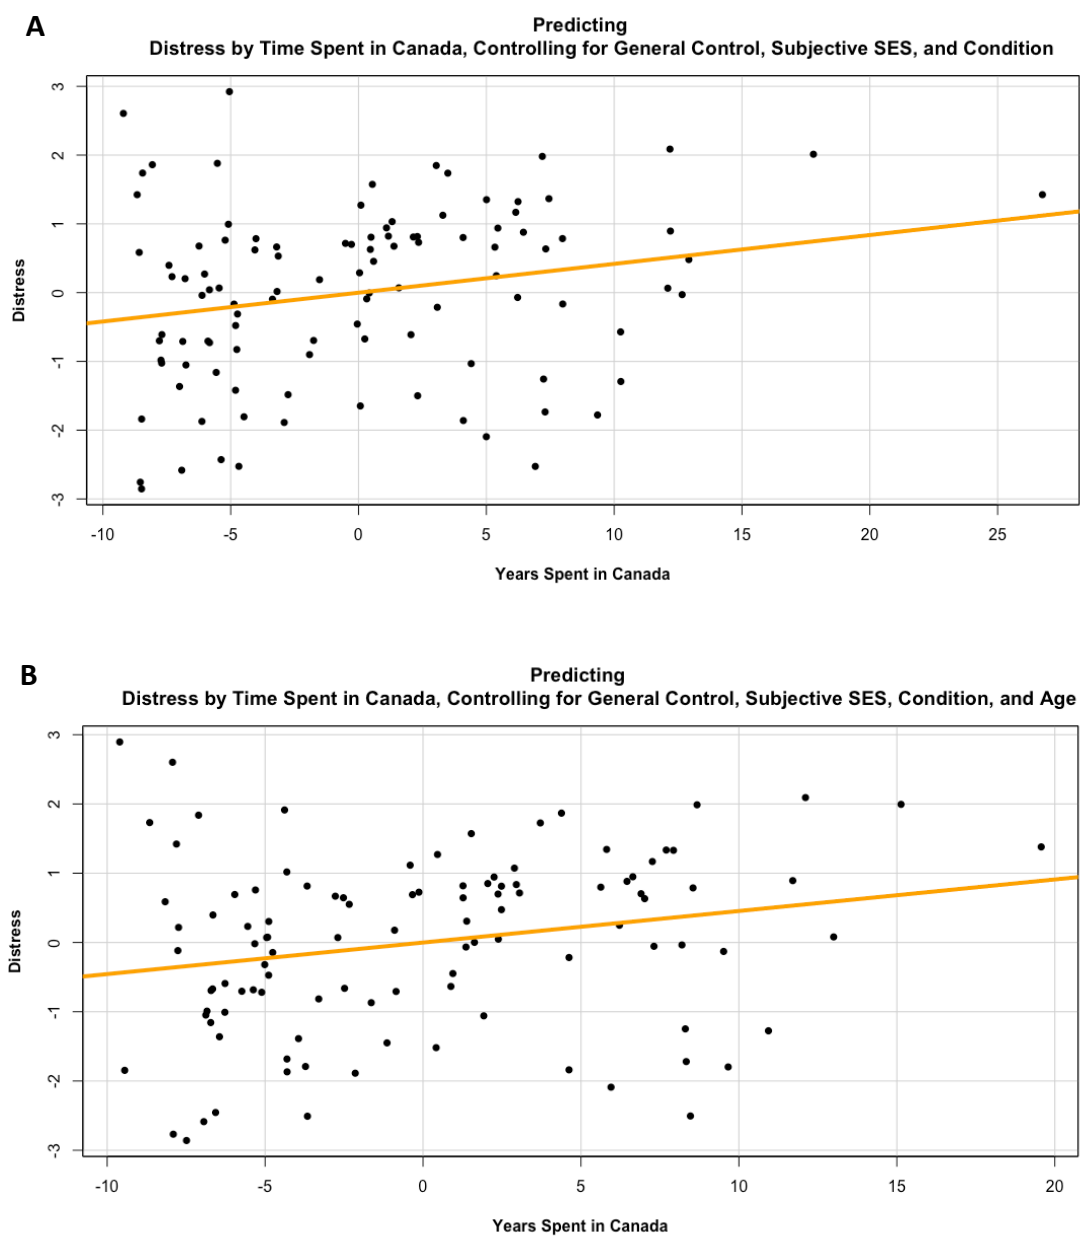 A
Predicting
Distress by Time Spent in Canada, Controlling for General Control, Subjective SES, and Condition
3
2
1
0
-1
-2
-3
Distress
-10 -5 0 5 10 15 20 25
Years Spent in Canada
B
Predicting
Distress by Time Spent in Canada, Controlling for General Control, Subjective SES, Condition, and Age
3
2
1
0
-1
-2
-3
Distress
-10 -5 0 5 10 15 20
Years Spent in Canada